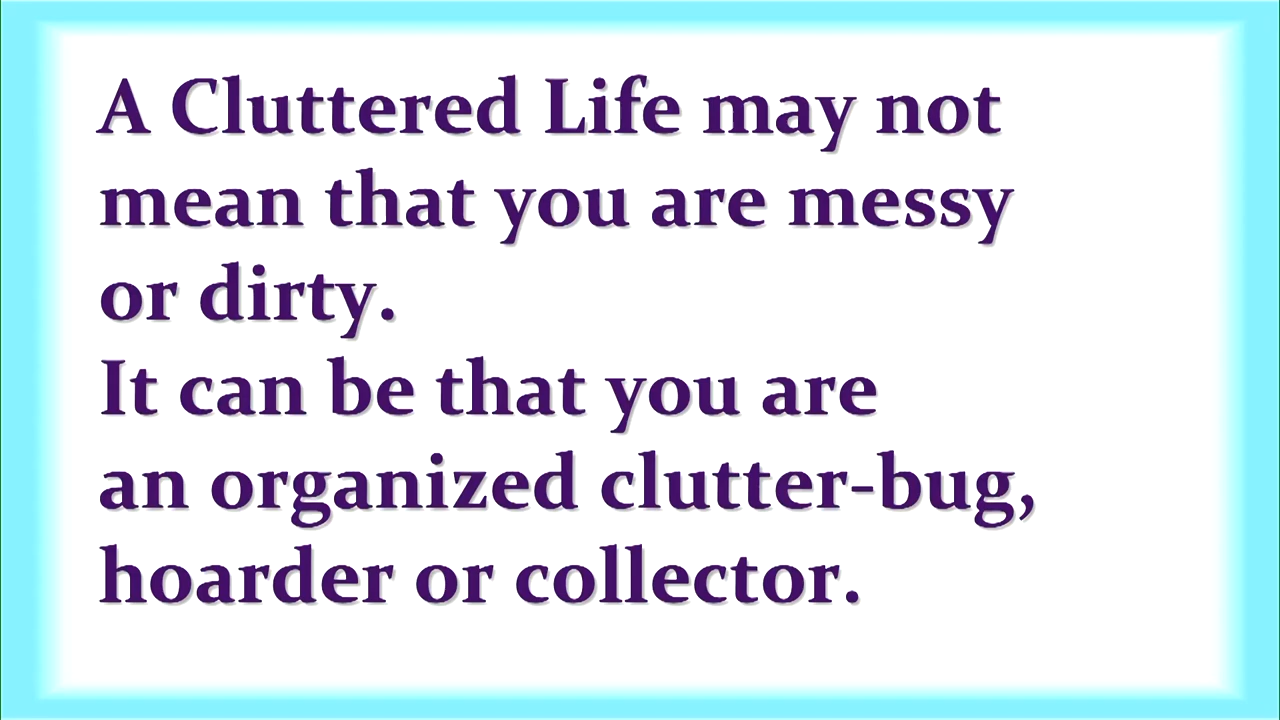 A Cluttered Life may not
mean that you are messy
or dirty.
It can be that you are
an organized clutter-bug,
hoarder or collector.